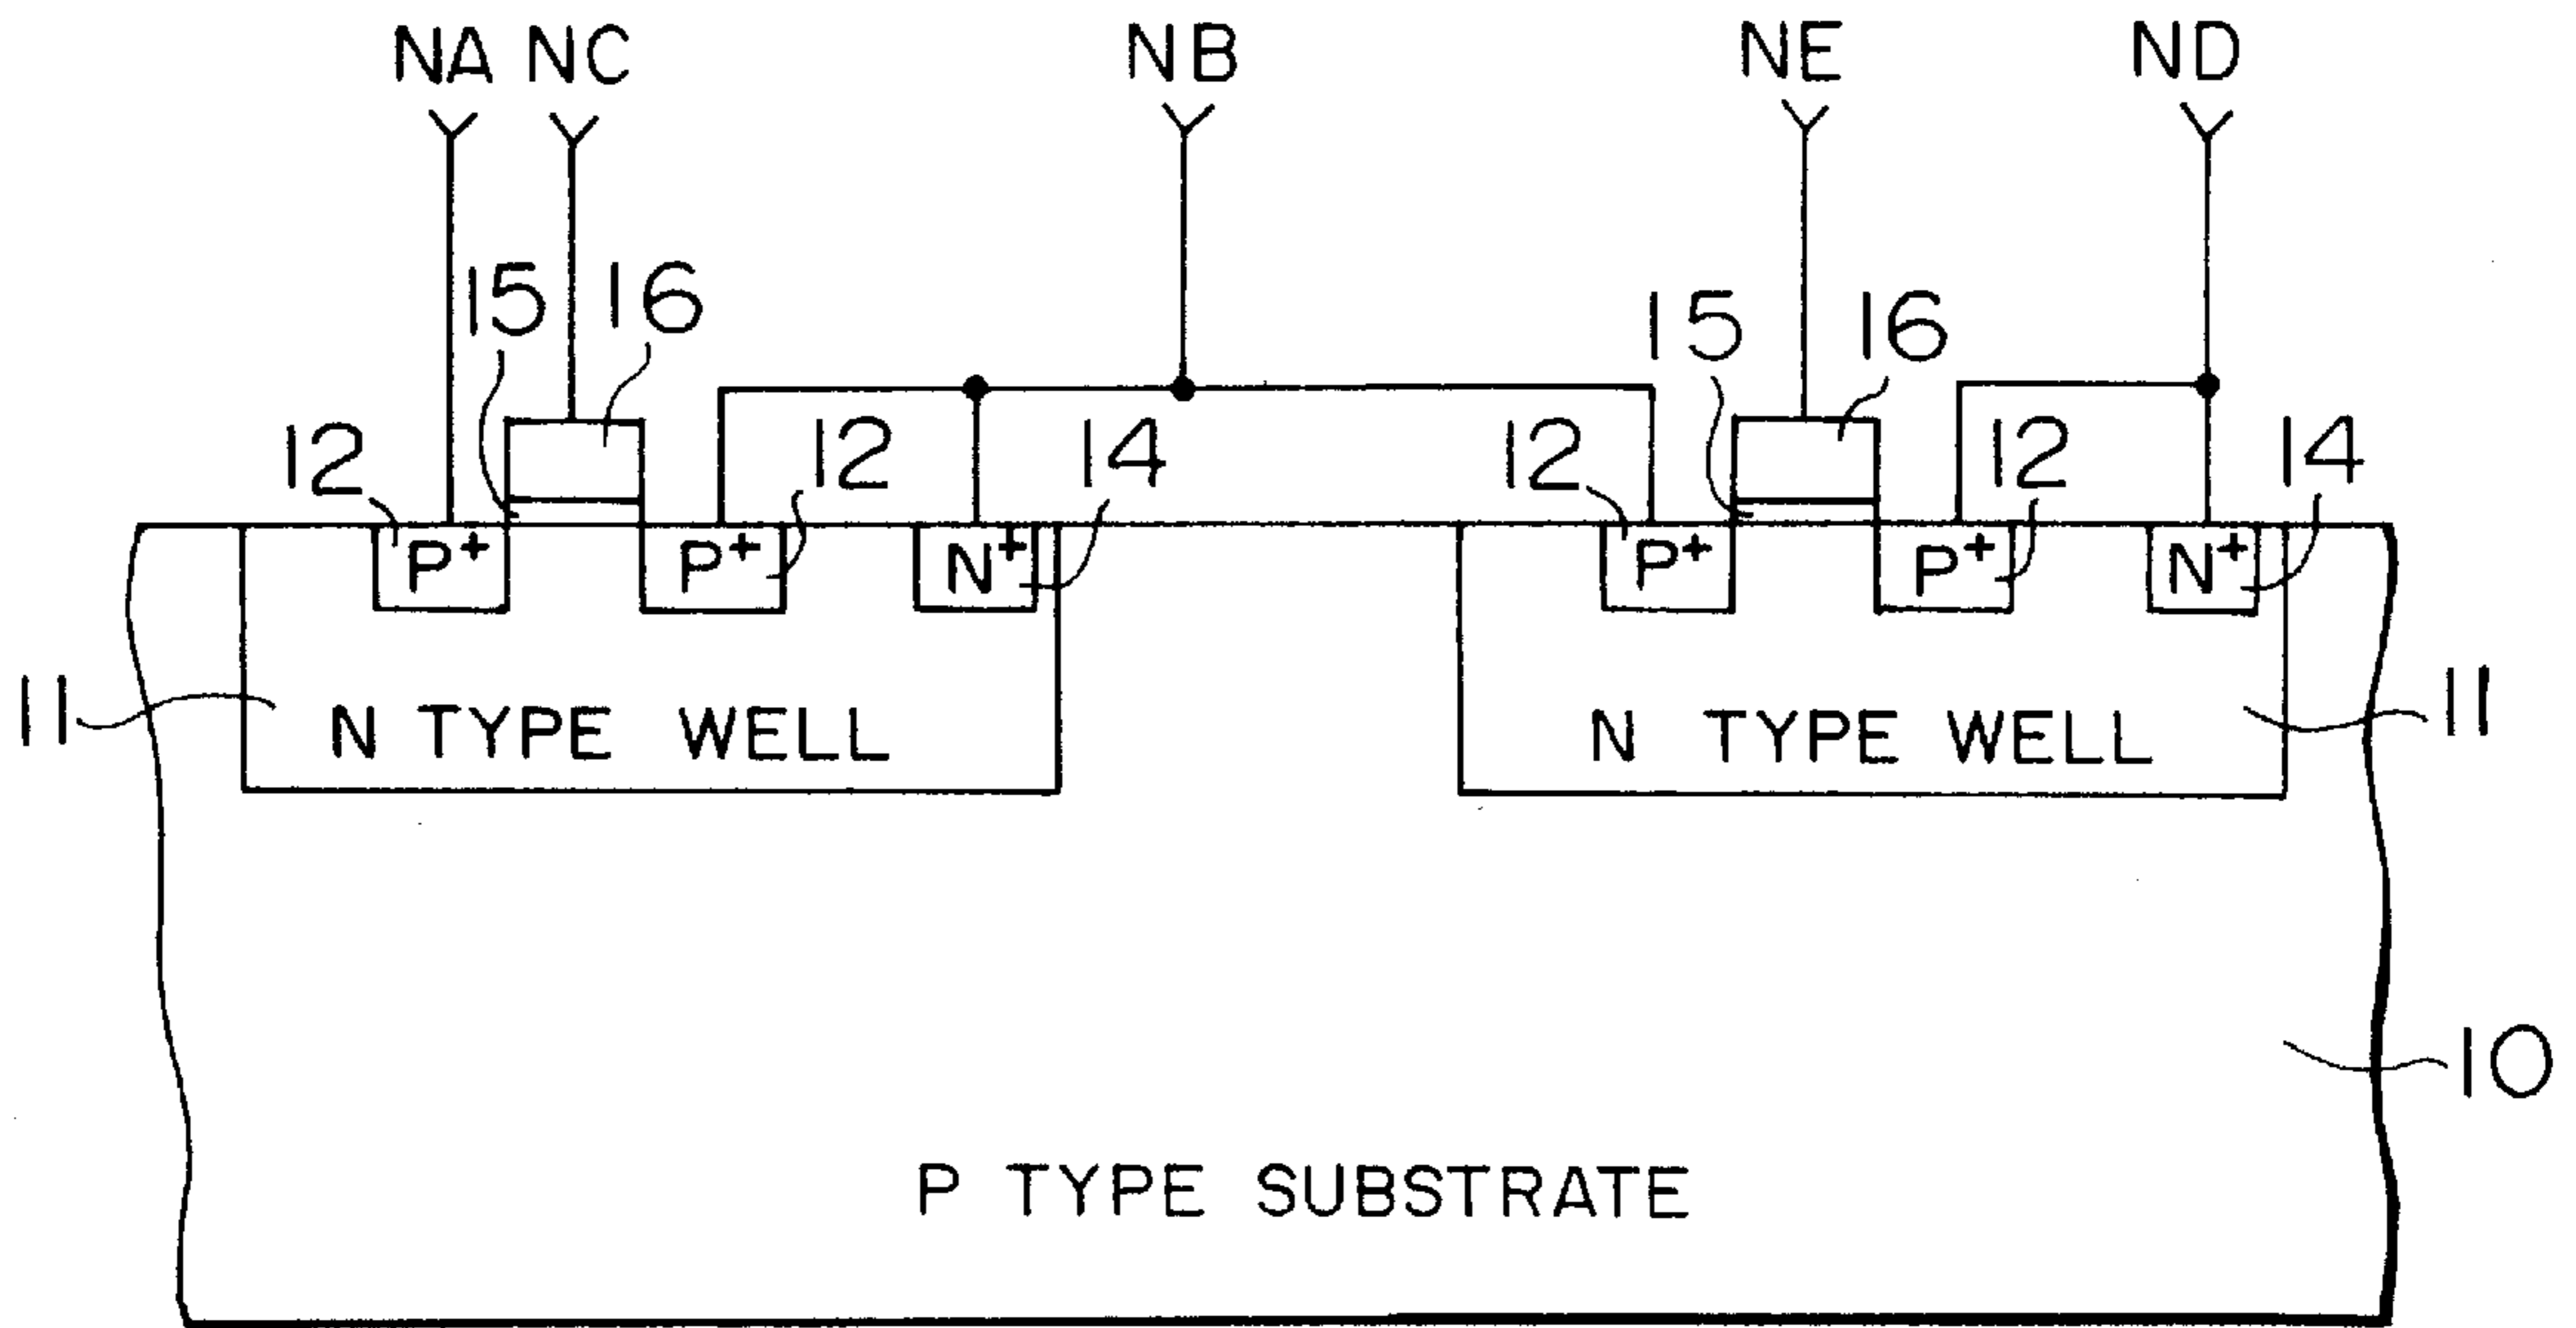 NA NC NB NE ND
15 16 15 16
12 12 14 12 12 14
P+ P+ N+ P+ P+ N+
11 N TYPE WELL N TYPE WELL 11
10
P TYPE SUBSTRATE